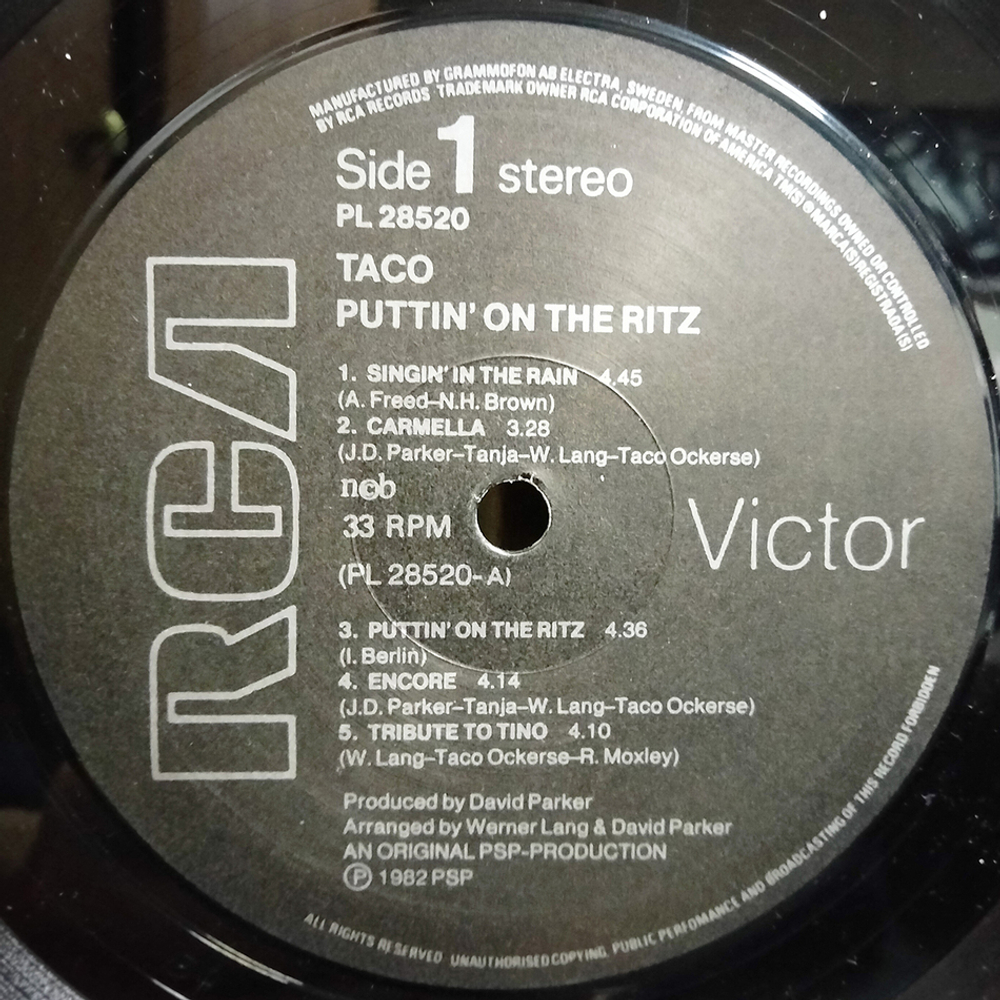 MANUFACTURED BY GRAMMOFON AB ELECTRA, SWEDEN, FROM MASTER RECORDINGS OWNED OR CONTROLLED
BY RCA RECORDS TRADEMARK OWNER RCA CORPORATION OF AMERICA TM(S) ® MARCA(S) REGISTRADA(S)
Side 1 stereo
PL 28520
TACO
PUTTIN' ON THE RITZ
1. SINGIN' IN THE RAIN 4.45
(A. Freed–N.H. Brown)
2. CARMELLA 3.28
(J.D. Parker–Tanja–W. Lang–Taco Ockerse)
ncb
33 RPM
(PL 28520-A)
RCA
Victor
3. PUTTIN' ON THE RITZ 4.36
(I. Berlin)
4. ENCORE 4.14
(J.D. Parker–Tanja–W. Lang–Taco Ockerse)
5. TRIBUTE TO TINO 4.10
(W. Lang–Taco Ockerse–R. Moxley)
Produced by David Parker
Arranged by Werner Lang & David Parker
AN ORIGINAL PSP-PRODUCTION
℗ 1982 PSP
ALL RIGHTS RESERVED UNAUTHORISED COPYING, PUBLIC PERFOMANCE AND BROADCASTING OF THIS RECORD FORBIDDEN